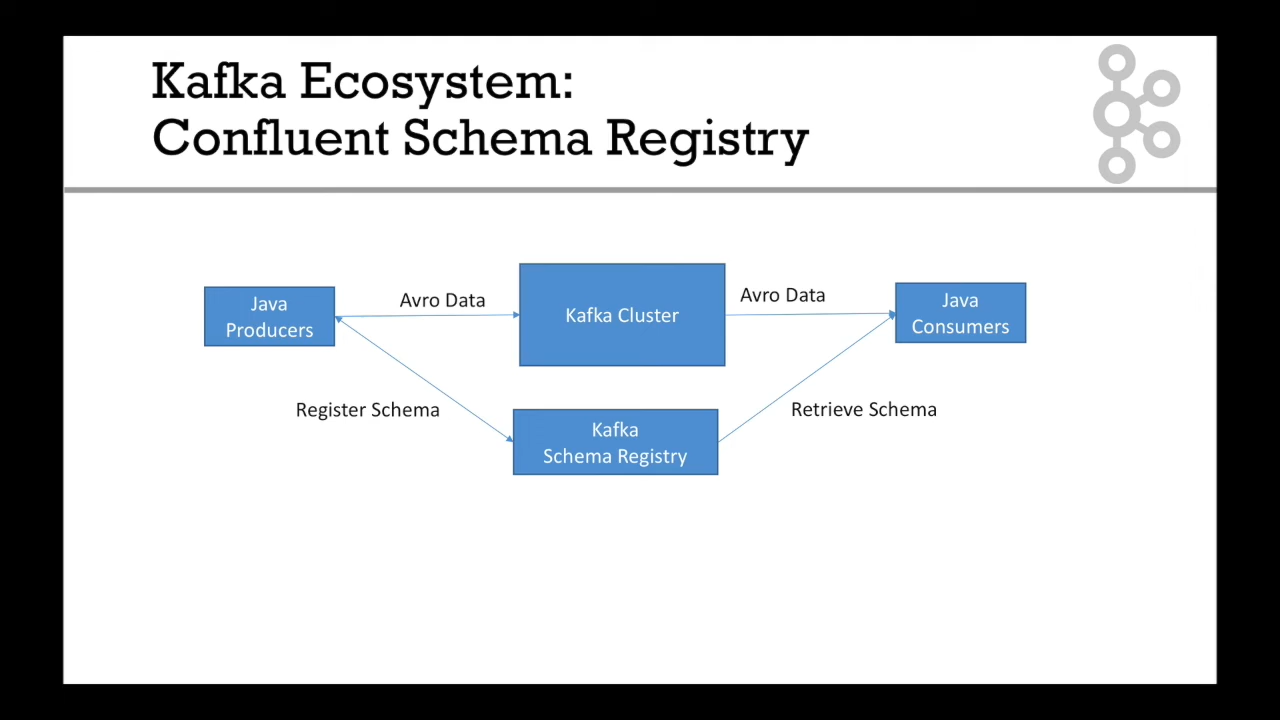 Kafka Ecosystem:
Confluent Schema Registry
Java
Producers
Avro Data
Kafka Cluster
Avro Data
Java
Consumers
Register Schema
Kafka
Schema Registry
Retrieve Schema